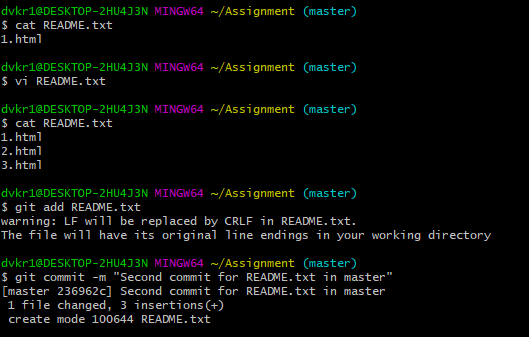 dvkr1@DESKTOP-2HU4J3N MINGW64 ~/Assignment (master)
$ cat README.txt
1.html
dvkr1@DESKTOP-2HU4J3N MINGW64 ~/Assignment (master)
$ vi README.txt
dvkr1@DESKTOP-2HU4J3N MINGW64 ~/Assignment (master)
$ cat README.txt
1.html
2.html
3.html
dvkr1@DESKTOP-2HU4J3N MINGW64 ~/Assignment (master)
$ git add README.txt
warning: LF will be replaced by CRLF in README.txt.
The file will have its original line endings in your working directory
dvkr1@DESKTOP-2HU4J3N MINGW64 ~/Assignment (master)
$ git commit -m "Second commit for README.txt in master"
[master 236962c] Second commit for README.txt in master
 1 file changed, 3 insertions(+)
 create mode 100644 README.txt